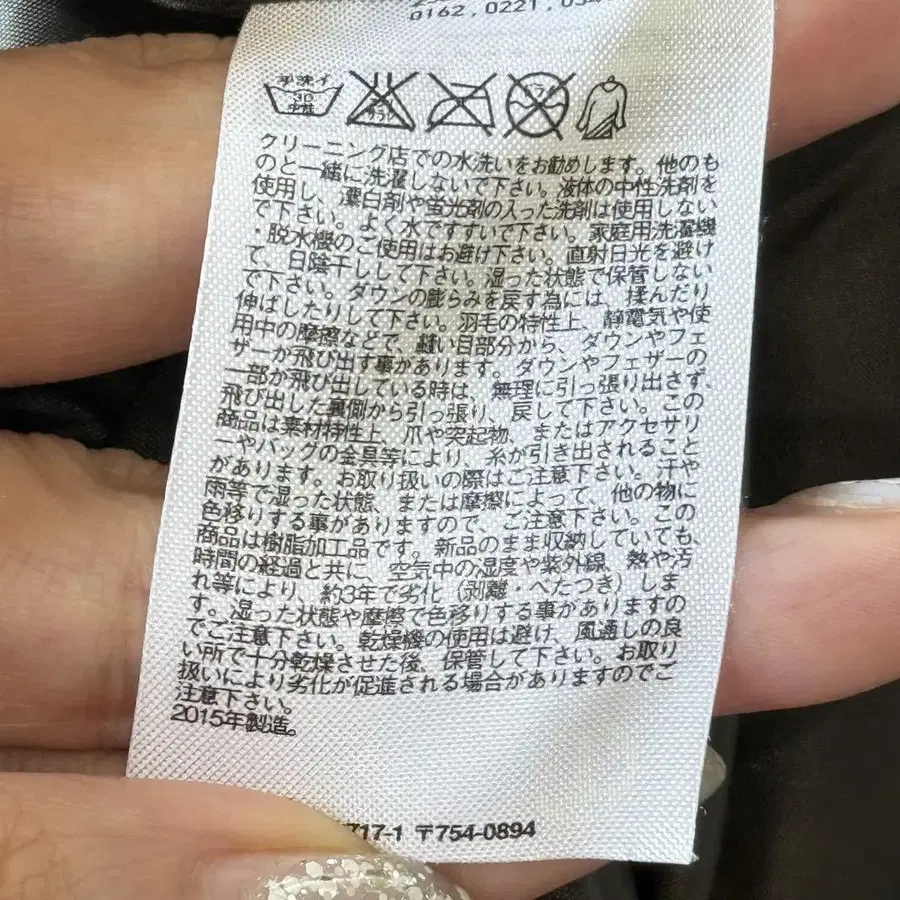 0162,0221,054
手洗イ
30
中性
エンソサラシ
ドライ
クリーニング店での水洗いをお勧めします。他のも
のと一緒に洗濯しないで下さい。液体の中性洗剤を
使用し、漂白剤や蛍光剤の入った洗剤は使用しない
で下さい。よく水ですすいで下さい。家庭用洗濯機
・脱水機のご使用はお避け下さい。直射日光を避け
て、日陰干しして下さい。湿った状態で保管しない
で下さい。ダウンの膨らみを戻す為には、揉んだり
伸ばしたりして下さい。羽毛の特性上、静電気や使
用中の摩擦などで、縫い目部分から、ダウンやフェ
ザーが飛び出す事があります。ダウンやフェザーの
一部が飛び出している時は、無理に引っ張り出さず、
飛び出した裏側から引っ張り、戻して下さい。この
商品は素材特性上、爪や突起物、またはアクセサリ
ーやバッグの金具等により、糸が引き出されること
があります。お取り扱いの際はご注意下さい。汗や
雨等で湿った状態、または摩擦によって、他の物に
色移りする事がありますので、ご注意下さい。この
商品は樹脂加工品です。新品のまま収納していても、
時間の経過と共に、空気中の湿度や紫外線、熱や汚
れ等により、約3年で劣化（剥離・べたつき）しま
す。湿った状態や摩擦で色移りする事がありますの
でご注意下さい。乾燥機の使用は避け、風通しの良
い所で十分乾燥させた後、保管して下さい。お取り
扱いにより劣化が促進される場合がありますのでご
注意下さい。
2015年製造。
717-1 〒754-0894